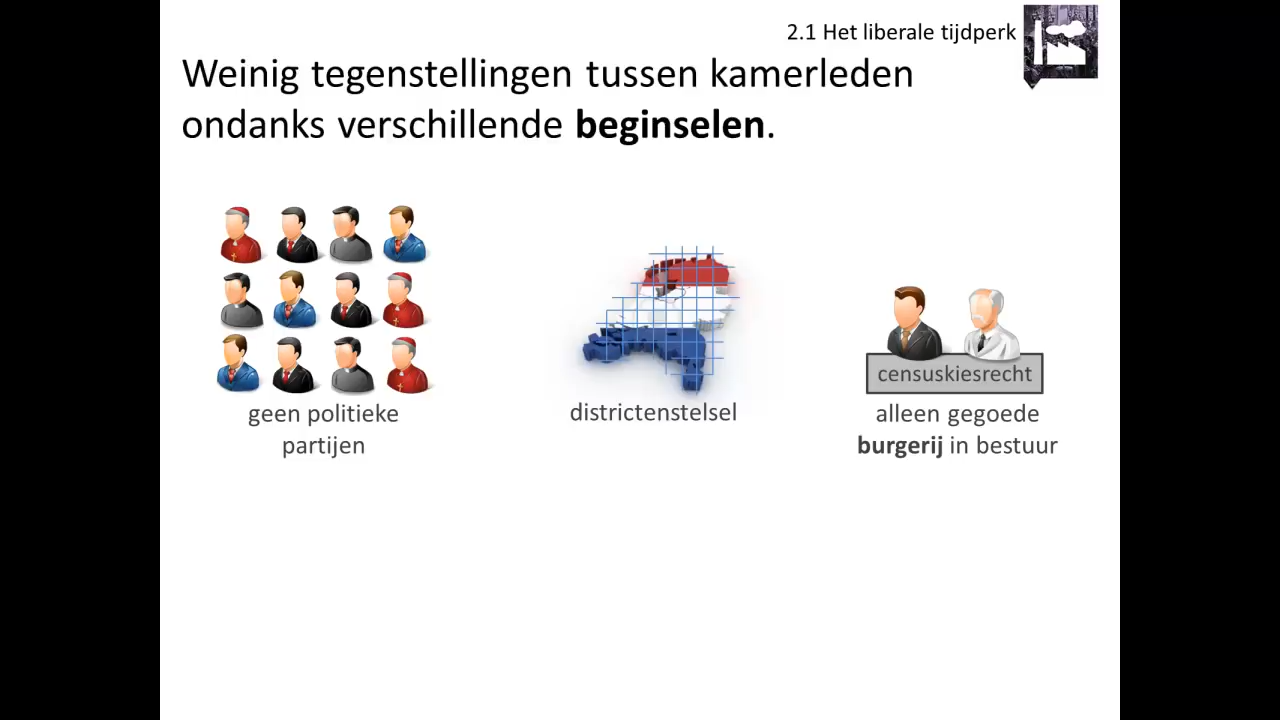 2.1 Het liberale tijdperk
Weinig tegenstellingen tussen kamerleden
ondanks verschillende beginselen.
geen politieke
partijen
districtenstelsel
censuskiesrecht
alleen gegoede
burgerij in bestuur